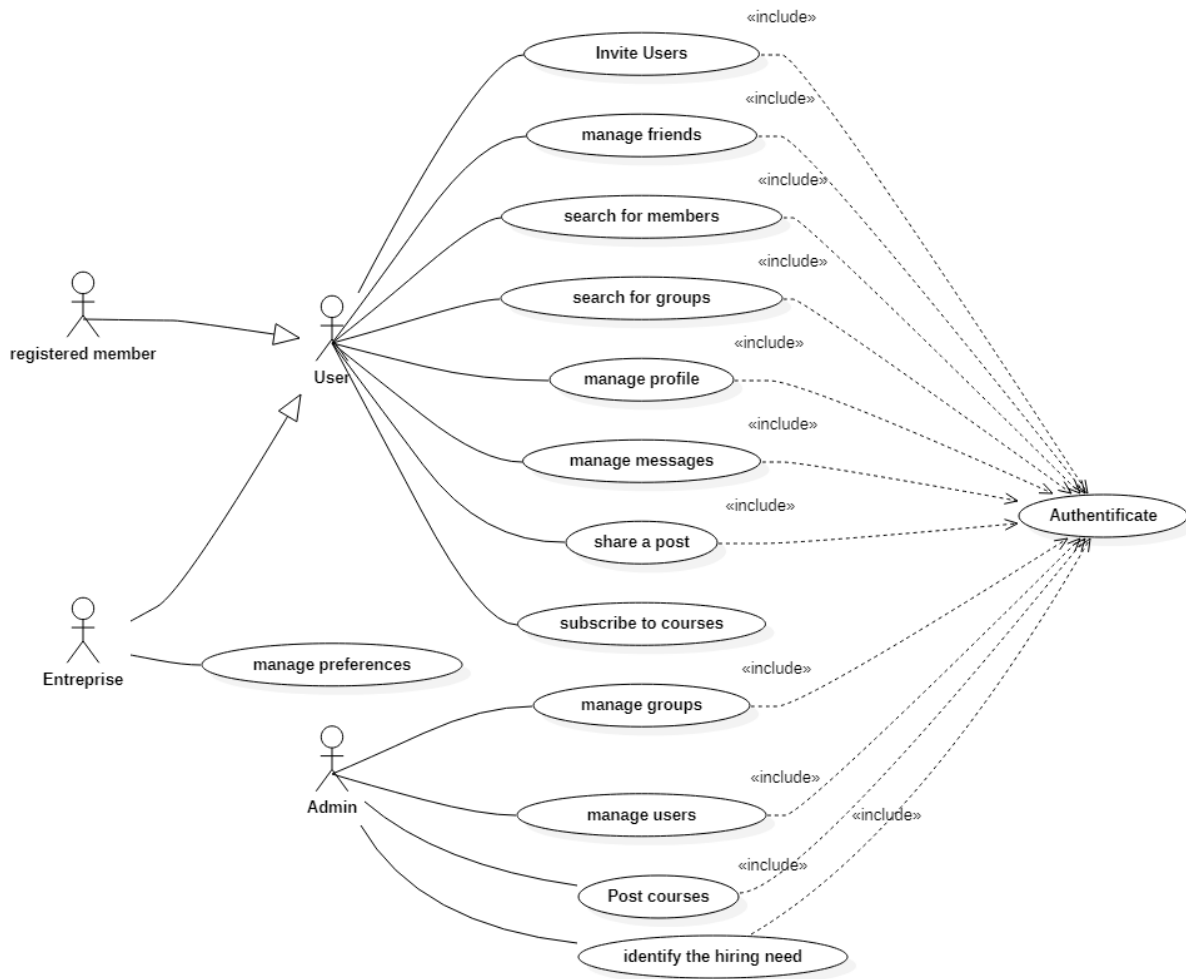 «include»
Invite Users
«include»
manage friends
«include»
search for members
«include»
search for groups
registered member
User
«include»
manage profile
«include»
manage messages
«include»
share a post
Authentificate
subscribe to courses
Entreprise
manage preferences
«include»
manage groups
Admin
«include»
manage users
«include»
«include»
Post courses
identify the hiring need